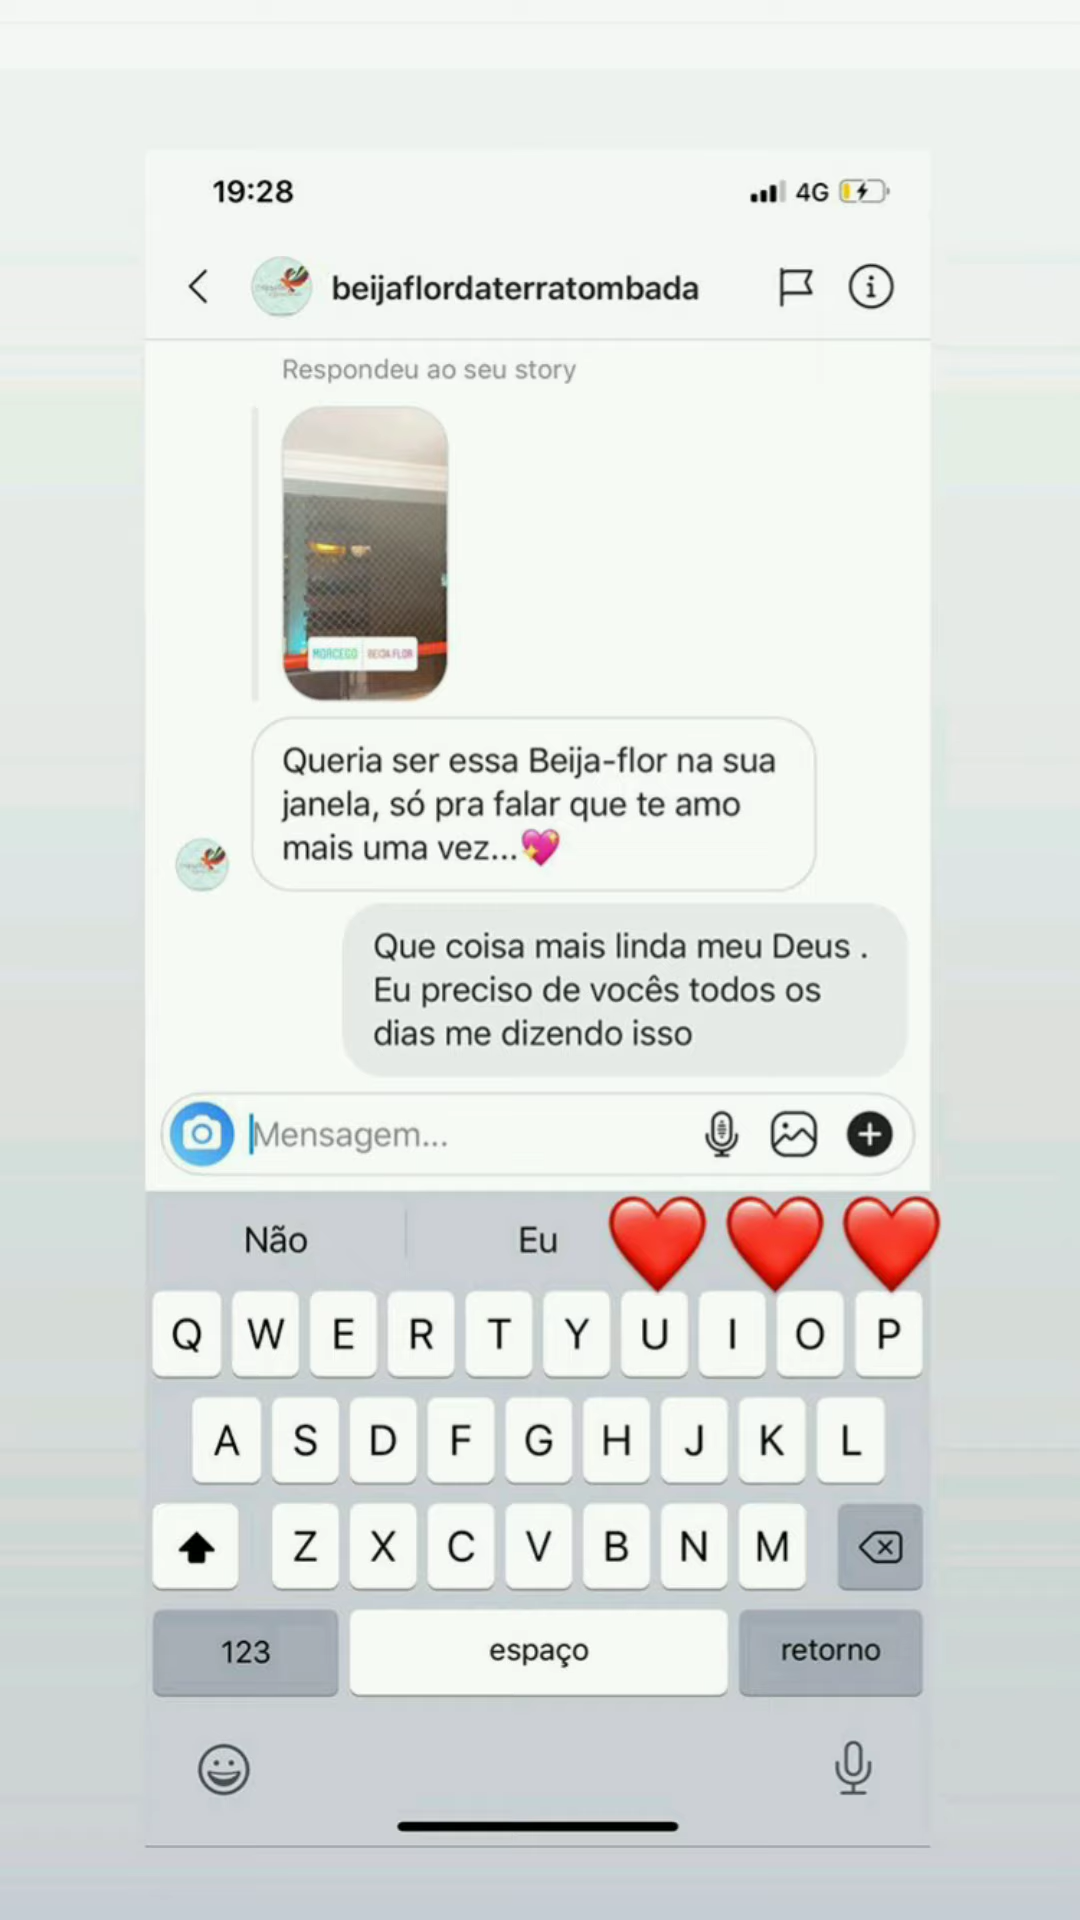 19:28
4G
beijaflordaterratombada
Respondeu ao seu story
MORCEGO
BEIJA FLOR
Queria ser essa Beija-flor na sua
janela, só pra falar que te amo
mais uma vez...💖
Que coisa mais linda meu Deus .
Eu preciso de vocês todos os
dias me dizendo isso
Mensagem...
Não
Eu
Q W E R T Y U I O P
A S D F G H J K L
Z X C V B N M
123
espaço
retorno